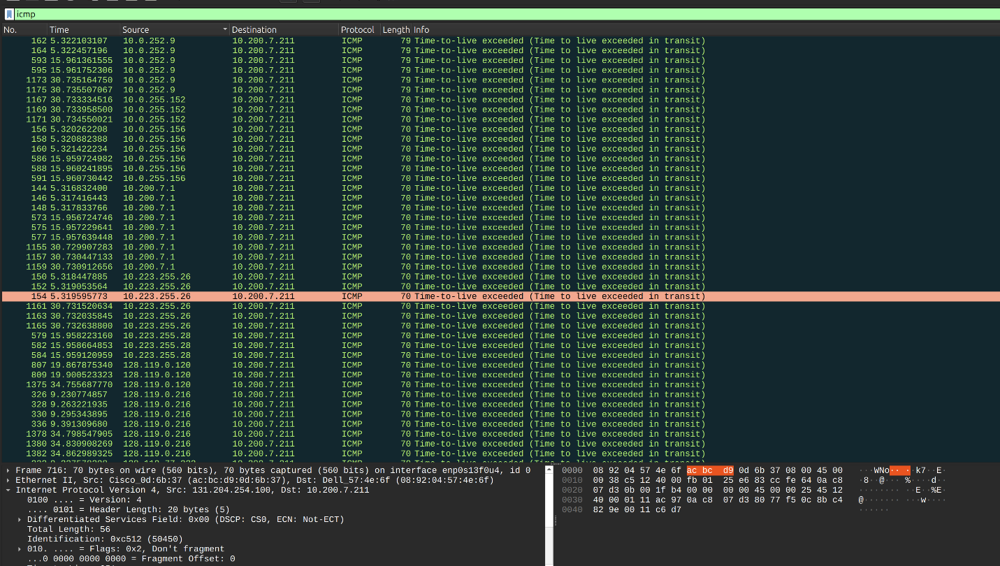 icmp
No. Time Source Destination Protocol Length Info
162 5.322103107 10.0.252.9 10.200.7.211 ICMP 79 Time-to-live exceeded (Time to live exceeded in transit)
164 5.322457196 10.0.252.9 10.200.7.211 ICMP 79 Time-to-live exceeded (Time to live exceeded in transit)
593 15.961361555 10.0.252.9 10.200.7.211 ICMP 79 Time-to-live exceeded (Time to live exceeded in transit)
595 15.961752306 10.0.252.9 10.200.7.211 ICMP 79 Time-to-live exceeded (Time to live exceeded in transit)
1173 30.735164750 10.0.252.9 10.200.7.211 ICMP 79 Time-to-live exceeded (Time to live exceeded in transit)
1175 30.735507067 10.0.252.9 10.200.7.211 ICMP 79 Time-to-live exceeded (Time to live exceeded in transit)
1167 30.733334516 10.0.255.152 10.200.7.211 ICMP 70 Time-to-live exceeded (Time to live exceeded in transit)
1169 30.733958500 10.0.255.152 10.200.7.211 ICMP 70 Time-to-live exceeded (Time to live exceeded in transit)
1171 30.734550021 10.0.255.152 10.200.7.211 ICMP 70 Time-to-live exceeded (Time to live exceeded in transit)
156 5.320262208 10.0.255.156 10.200.7.211 ICMP 70 Time-to-live exceeded (Time to live exceeded in transit)
158 5.320882388 10.0.255.156 10.200.7.211 ICMP 70 Time-to-live exceeded (Time to live exceeded in transit)
160 5.321422234 10.0.255.156 10.200.7.211 ICMP 70 Time-to-live exceeded (Time to live exceeded in transit)
586 15.959724982 10.0.255.156 10.200.7.211 ICMP 70 Time-to-live exceeded (Time to live exceeded in transit)
588 15.960241895 10.0.255.156 10.200.7.211 ICMP 70 Time-to-live exceeded (Time to live exceeded in transit)
591 15.960730442 10.0.255.156 10.200.7.211 ICMP 70 Time-to-live exceeded (Time to live exceeded in transit)
144 5.316832400 10.200.7.1 10.200.7.211 ICMP 70 Time-to-live exceeded (Time to live exceeded in transit)
146 5.317416443 10.200.7.1 10.200.7.211 ICMP 70 Time-to-live exceeded (Time to live exceeded in transit)
148 5.317833766 10.200.7.1 10.200.7.211 ICMP 70 Time-to-live exceeded (Time to live exceeded in transit)
573 15.956724746 10.200.7.1 10.200.7.211 ICMP 70 Time-to-live exceeded (Time to live exceeded in transit)
575 15.957229641 10.200.7.1 10.200.7.211 ICMP 70 Time-to-live exceeded (Time to live exceeded in transit)
577 15.957639448 10.200.7.1 10.200.7.211 ICMP 70 Time-to-live exceeded (Time to live exceeded in transit)
1155 30.729907283 10.200.7.1 10.200.7.211 ICMP 70 Time-to-live exceeded (Time to live exceeded in transit)
1157 30.730447133 10.200.7.1 10.200.7.211 ICMP 70 Time-to-live exceeded (Time to live exceeded in transit)
1159 30.730912656 10.200.7.1 10.200.7.211 ICMP 70 Time-to-live exceeded (Time to live exceeded in transit)
150 5.318447885 10.223.255.26 10.200.7.211 ICMP 70 Time-to-live exceeded (Time to live exceeded in transit)
152 5.319053564 10.223.255.26 10.200.7.211 ICMP 70 Time-to-live exceeded (Time to live exceeded in transit)
154 5.319595773 10.223.255.26 10.200.7.211 ICMP 70 Time-to-live exceeded (Time to live exceeded in transit)
1161 30.731520634 10.223.255.26 10.200.7.211 ICMP 70 Time-to-live exceeded (Time to live exceeded in transit)
1163 30.732035845 10.223.255.26 10.200.7.211 ICMP 70 Time-to-live exceeded (Time to live exceeded in transit)
1165 30.732638800 10.223.255.26 10.200.7.211 ICMP 70 Time-to-live exceeded (Time to live exceeded in transit)
579 15.958223160 10.223.255.28 10.200.7.211 ICMP 70 Time-to-live exceeded (Time to live exceeded in transit)
582 15.958664853 10.223.255.28 10.200.7.211 ICMP 70 Time-to-live exceeded (Time to live exceeded in transit)
584 15.959120959 10.223.255.28 10.200.7.211 ICMP 70 Time-to-live exceeded (Time to live exceeded in transit)
807 19.867875340 128.119.0.120 10.200.7.211 ICMP 70 Time-to-live exceeded (Time to live exceeded in transit)
809 19.900523323 128.119.0.120 10.200.7.211 ICMP 70 Time-to-live exceeded (Time to live exceeded in transit)
1375 34.755687770 128.119.0.120 10.200.7.211 ICMP 70 Time-to-live exceeded (Time to live exceeded in transit)
326 9.230774857 128.119.0.216 10.200.7.211 ICMP 70 Time-to-live exceeded (Time to live exceeded in transit)
328 9.263221935 128.119.0.216 10.200.7.211 ICMP 70 Time-to-live exceeded (Time to live exceeded in transit)
330 9.295343895 128.119.0.216 10.200.7.211 ICMP 70 Time-to-live exceeded (Time to live exceeded in transit)
336 9.391309680 128.119.0.216 10.200.7.211 ICMP 70 Time-to-live exceeded (Time to live exceeded in transit)
1378 34.798547905 128.119.0.216 10.200.7.211 ICMP 70 Time-to-live exceeded (Time to live exceeded in transit)
1380 34.830908269 128.119.0.216 10.200.7.211 ICMP 70 Time-to-live exceeded (Time to live exceeded in transit)
1382 34.862989325 128.119.0.216 10.200.7.211 ICMP 70 Time-to-live exceeded (Time to live exceeded in transit)
Frame 716: 70 bytes on wire (560 bits), 70 bytes captured (560 bits) on interface enp0s13f0u4, id 0
Ethernet II, Src: Cisco_0d:6b:37 (ac:bc:d9:0d:6b:37), Dst: Dell_57:4e:6f (08:92:04:57:4e:6f)
Internet Protocol Version 4, Src: 131.204.254.100, Dst: 10.200.7.211
0100 .... = Version: 4
.... 0101 = Header Length: 20 bytes (5)
Differentiated Services Field: 0x00 (DSCP: CS0, ECN: Not-ECT)
Total Length: 56
Identification: 0xc512 (50450)
010. .... = Flags: 0x2, Don't fragment
...0 0000 0000 0000 = Fragment Offset: 0
0000 08 92 04 57 4e 6f ac bc d9 0d 6b 37 08 00 45 00 ···WNo··· ·k7··E·
0010 00 38 c5 12 40 00 fb 01 25 e6 83 cc fe 64 0a c8 ·8··@··· %····d··
0020 07 d3 0b 00 1f b4 00 00 00 00 45 00 00 25 45 12 ········ ··E··%E·
0030 40 00 01 11 ac 97 0a c8 07 d3 80 77 f5 0c 8b c4 @······· ···w····
0040 82 9e 00 11 c6 d7 ······